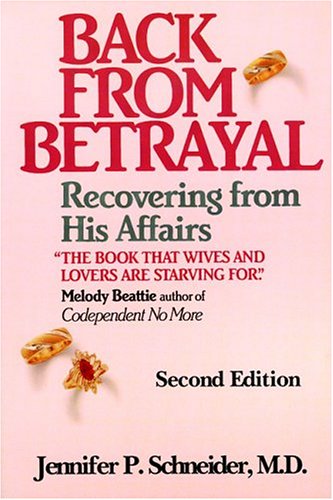 BACK
FROM
BETRAYAL
Recovering from
His Affairs
“THE BOOK THAT WIVES AND
LOVERS ARE STARVING FOR.”
Melody Beattie author of
Codependent No More
Second Edition
Jennifer P. Schneider, M.D.